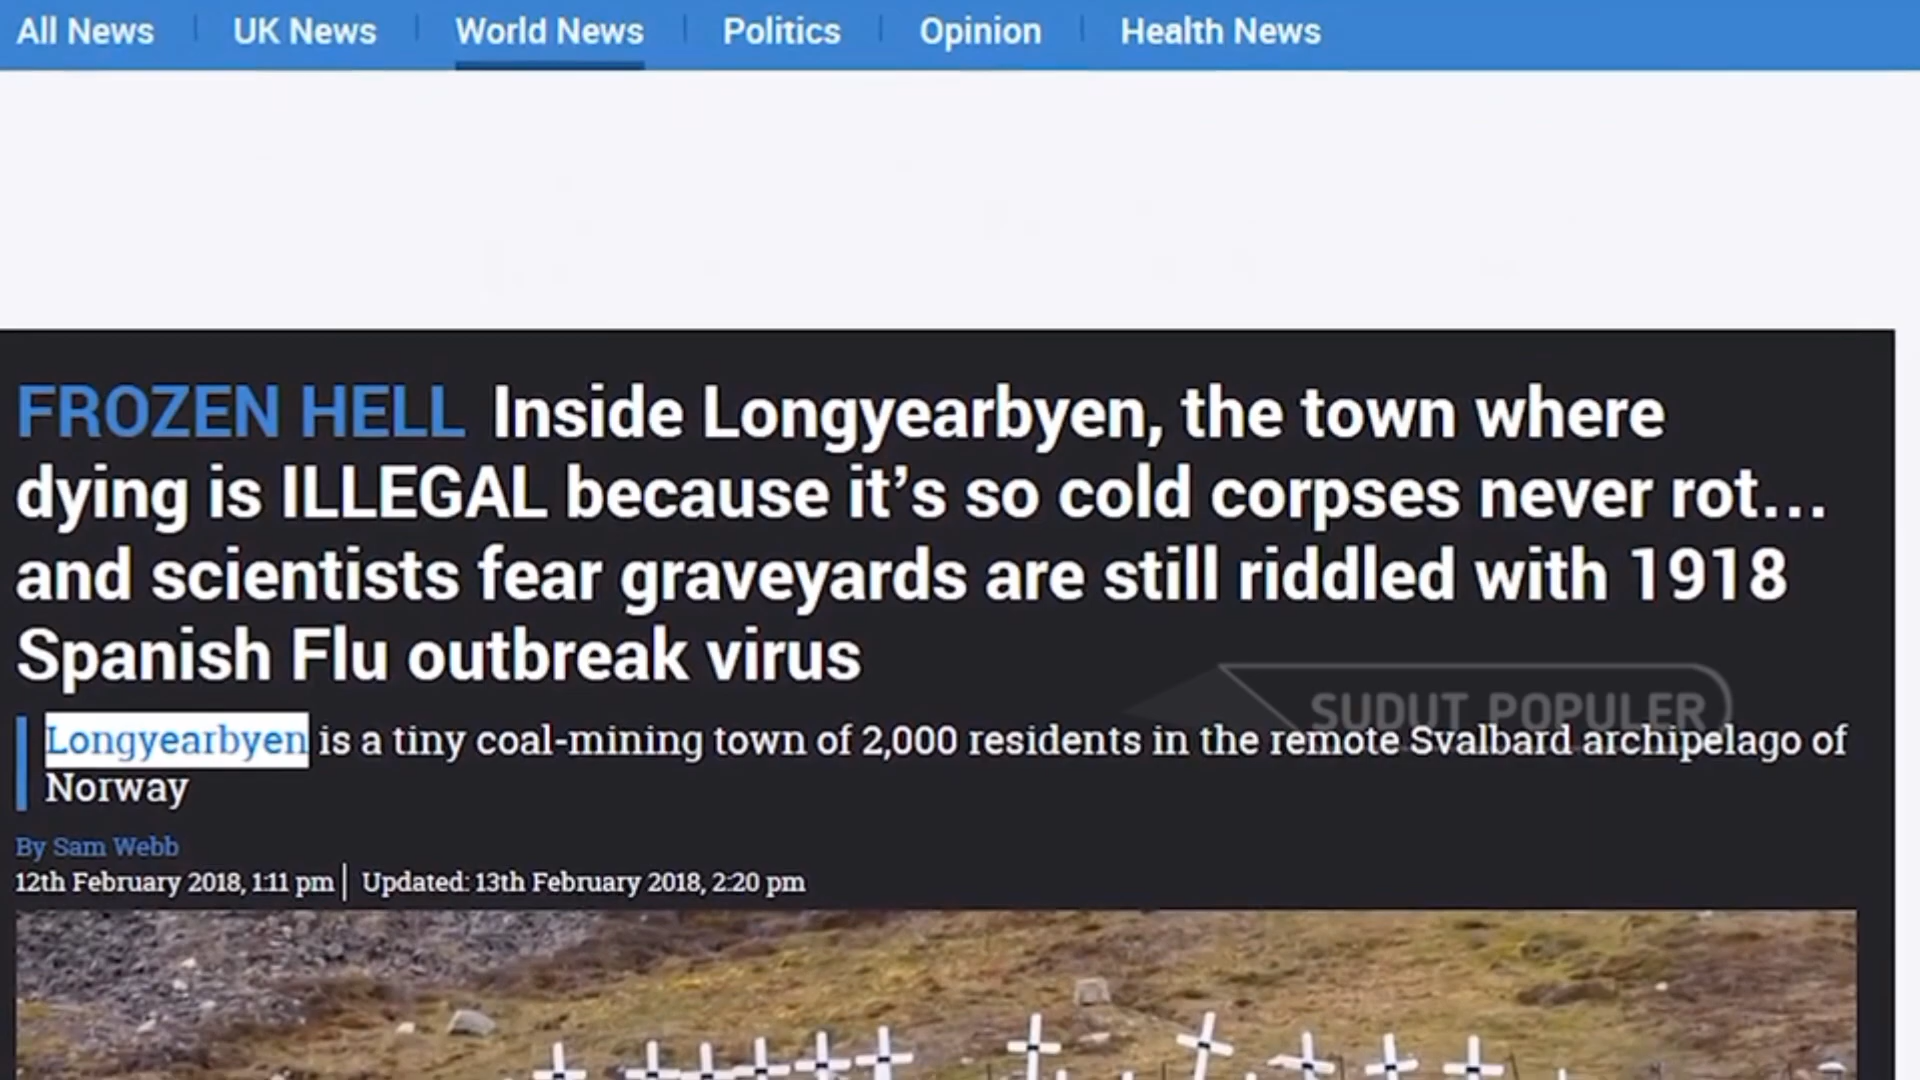 All News UK News World News Politics Opinion Health News
FROZEN HELL Inside Longyearbyen, the town where
dying is ILLEGAL because it’s so cold corpses never rot…
and scientists fear graveyards are still riddled with 1918
Spanish Flu outbreak virus
SUDUT POPULER
Longyearbyen is a tiny coal-mining town of 2,000 residents in the remote Svalbard archipelago of
Norway
By Sam Webb
12th February 2018, 1:11 pm | Updated: 13th February 2018, 2:20 pm